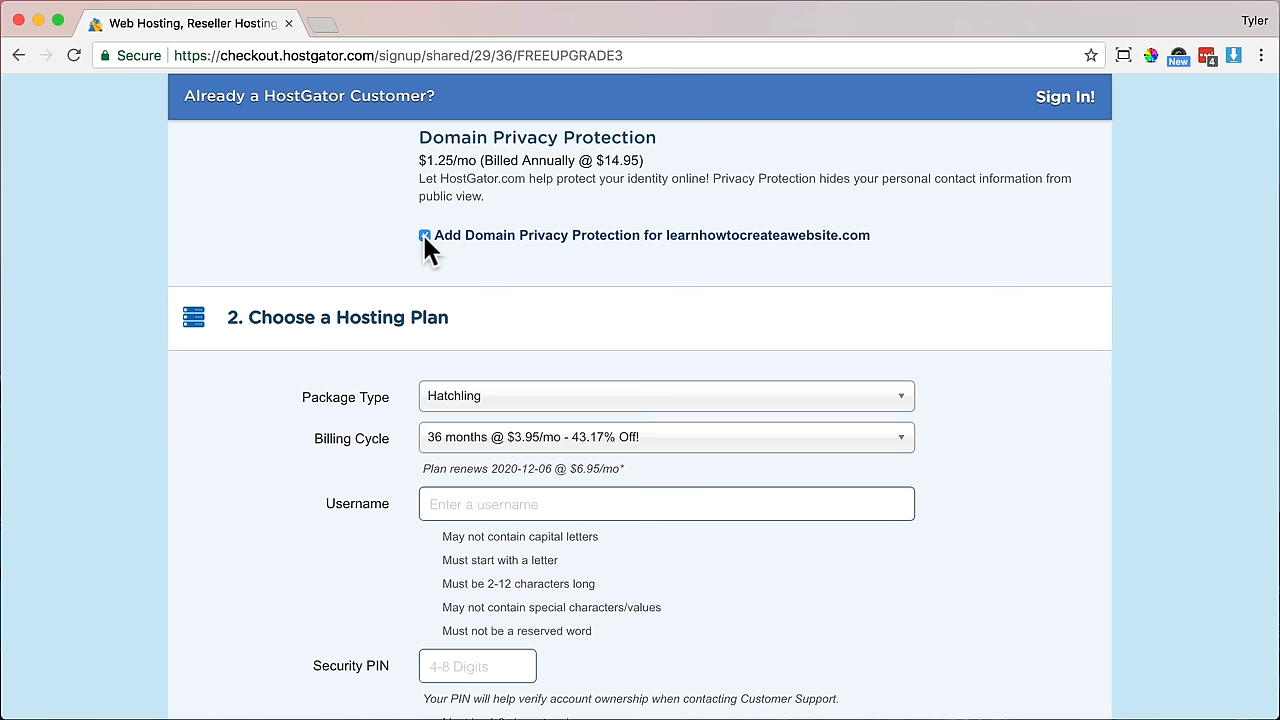 Web Hosting, Reseller Hosting
Tyler
Secure
https://checkout.hostgator.com/signup/shared/29/36/FREEUPGRADE3
New
4
Already a HostGator Customer?
Sign In!
Domain Privacy Protection
$1.25/mo (Billed Annually @ $14.95)
Let HostGator.com help protect your identity online! Privacy Protection hides your personal contact information from
public view.
Add Domain Privacy Protection for learnhowtocreateawebsite.com
2. Choose a Hosting Plan
Package Type
Hatchling
Billing Cycle
36 months @ $3.95/mo - 43.17% Off!
Plan renews 2020-12-06 @ $6.95/mo*
Username
Enter a username
May not contain capital letters
Must start with a letter
Must be 2-12 characters long
May not contain special characters/values
Must not be a reserved word
Security PIN
4-8 Digits
Your PIN will help verify account ownership when contacting Customer Support.